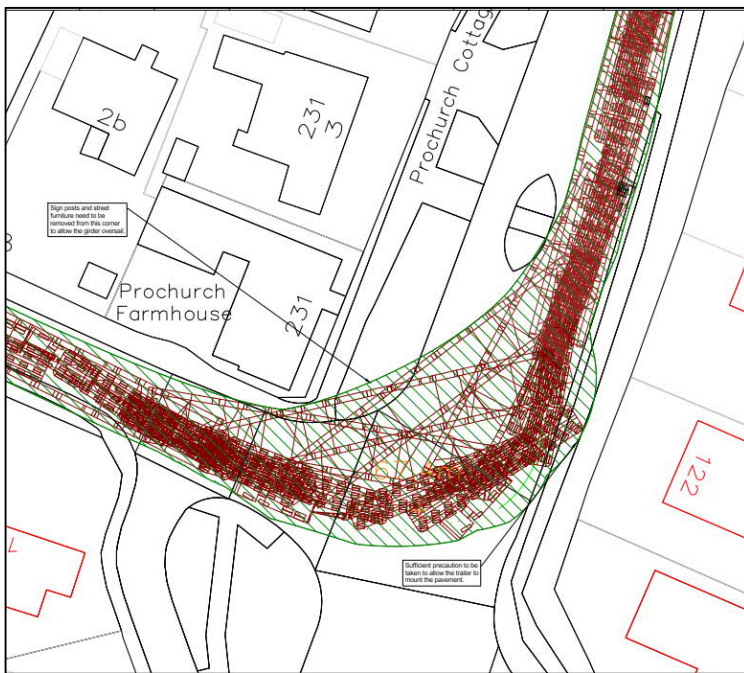 Prochurch Cottag
2b
231
3
Sign posts and street
furniture need to be
removed from this corner
to allow the girder oversail.
Prochurch
Farmhouse
231
122
Sufficient precaution to be
taken to allow the trailer to
mount the pavement.